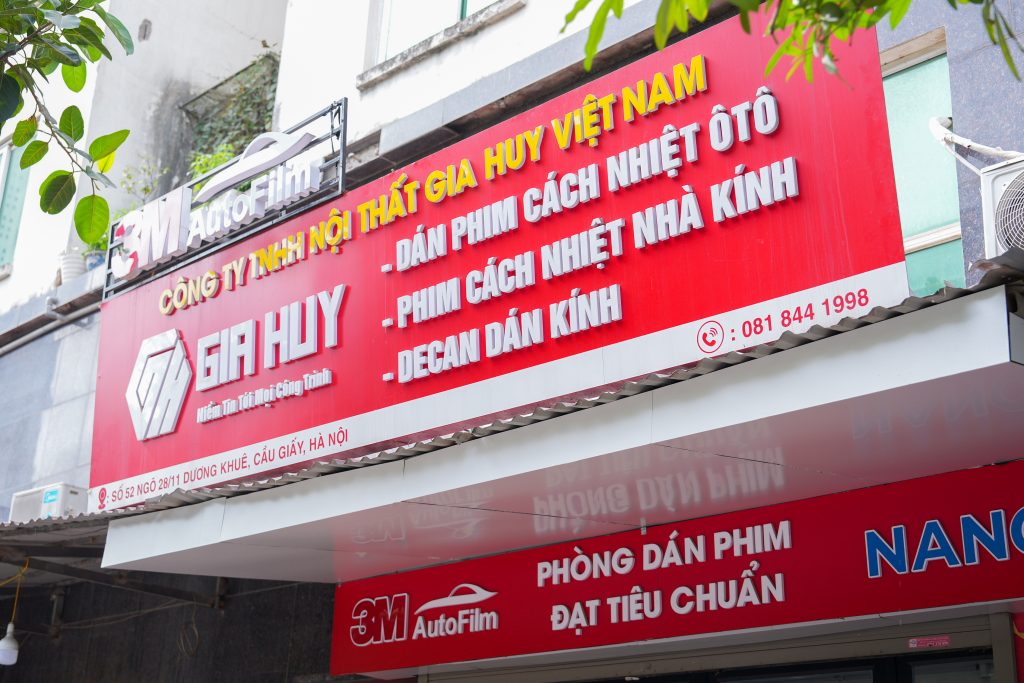 3M AutoFilm
CÔNG TY TNHH NỘI THẤT GIA HUY VIỆT NAM
GH
GIA HUY
Niềm Tin Tới Mọi Công Trình
- DÁN PHIM CÁCH NHIỆT ÔTÔ
- PHIM CÁCH NHIỆT NHÀ KÍNH
- DECAN DÁN KÍNH
: 081 844 1998
: SỐ 52 NGÕ 28/11 DƯƠNG KHUÊ, CẦU GIẤY, HÀ NỘI
3M AutoFilm
PHÒNG DÁN PHIM
ĐẠT TIÊU CHUẨN
NANO